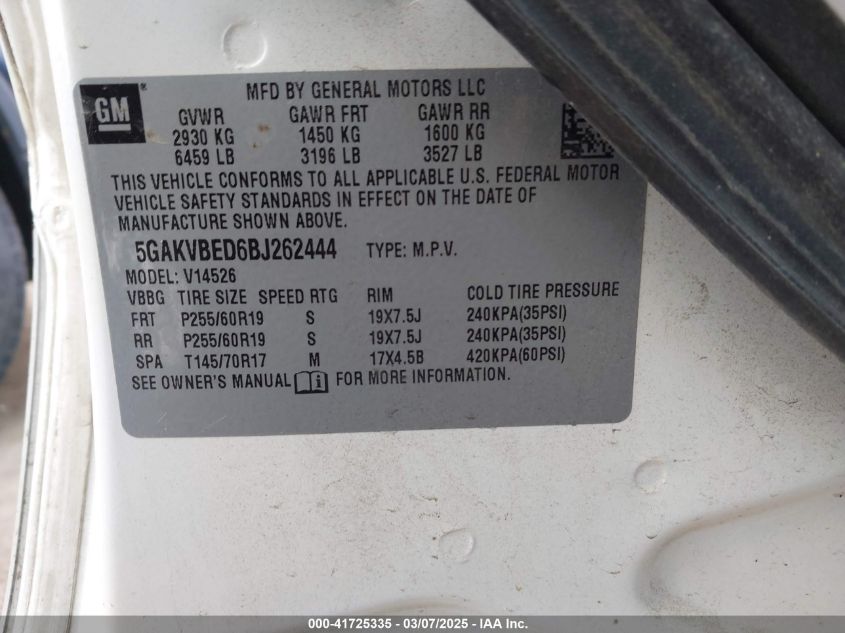 GM
MFD BY GENERAL MOTORS LLC
GVWR GAWR FRT GAWR RR
2930 KG 1450 KG 1600 KG
6459 LB 3196 LB 3527 LB
THIS VEHICLE CONFORMS TO ALL APPLICABLE U.S. FEDERAL MOTOR
VEHICLE SAFETY STANDARDS IN EFFECT ON THE DATE OF
MANUFACTURE SHOWN ABOVE.
5GAKVBED6BJ262444 TYPE: M.P.V.
MODEL: V14526
VBBG TIRE SIZE SPEED RTG RIM COLD TIRE PRESSURE
FRT P255/60R19 S 19X7.5J 240KPA(35PSI)
RR P255/60R19 S 19X7.5J 240KPA(35PSI)
SPA T145/70R17 M 17X4.5B 420KPA(60PSI)
SEE OWNER'S MANUAL i FOR MORE INFORMATION.
000-41725335 - 03/07/2025 - IAA Inc.